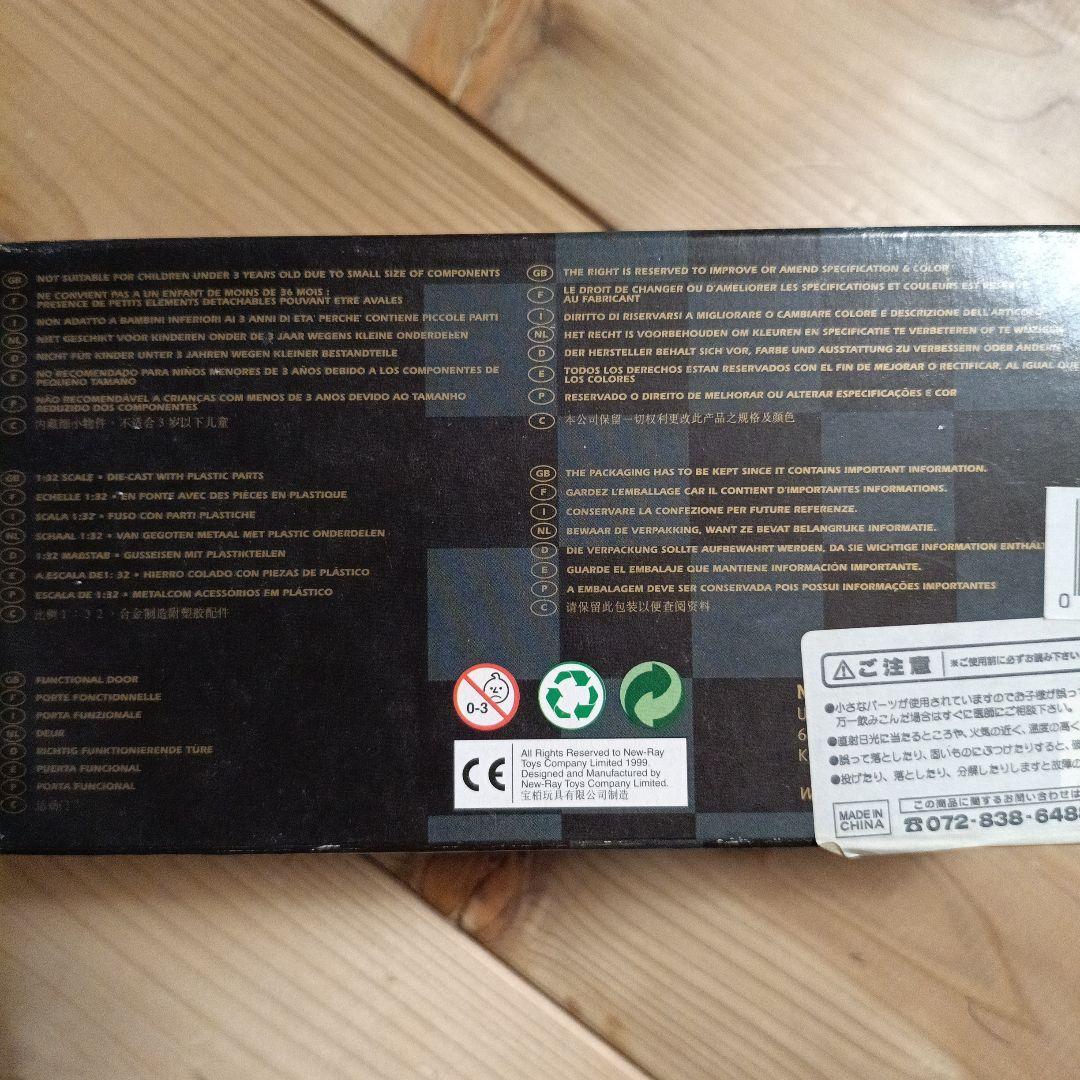 GB NOT SUITABLE FOR CHILDREN UNDER 3 YEARS OLD DUE TO SMALL SIZE OF COMPONENTS
F NE CONVIENT PAS A UN ENFANT DE MOINS DE 36 MOIS :
PRESENCE DE PETITS ELEMENTS DETACHABLES POUVANT ETRE AVALES
I NON ADATTO A BAMBINI INFERIORI AI 3 ANNI DI ETA' PERCHE' CONTIENE PICCOLE PARTI
NL NIET GESCHIKT VOOR KINDEREN ONDER DE 3 JAAR WEGENS KLEINE ONDERDELEN
D NICHT FÜR KINDER UNTER 3 JAHREN WEGEN KLEINER BESTANDTEILE
E NO RECOMENDADO PARA NIÑOS MENORES DE 3 AÑOS DEBIDO A LOS COMPONENTES DE
PEQUENO TAMANO
P NÃO RECOMENDÁVEL A CRIANÇAS COM MENOS DE 3 ANOS DEVIDO AO TAMANHO
REDUZIDO DOS COMPONENTES
C 内藏细小物件·不适合3岁以下儿童
GB THE RIGHT IS RESERVED TO IMPROVE OR AMEND SPECIFICATION & COLOR
F LE DROIT DE CHANGER OU D'AMELIORER LES SPÉCIFICATIONS ET COULEURS EST
AU FABRICANT
I DIRITTO DI RISERVARSI A MIGLIORARE O CAMBIARE COLORE E DESCRIZIONE
NL NIET RECHT IS VOORBEHOUDEN OM KLEUREN EN SPECIFICATIE TE VERBETEREN OF TE
D DER HERSTELLER BEHALT SICH VOR, FARBE UND AUSSTATTUNG ZU VERBESSERN ODER
E TODOS LOS DERECHOS ESTAN RESERVADOS CON EL FIN DE MEJORAR O RECTIFICAR, AL IGUAL QUE
LOS COLORES
P RESERVADO O DIREITO DE MELHORAR OU ALTERAR ESPECIFICAÇÕES E COR
C 本公司保留一切权利更改此产品之规格及颜色
GB 1:32 SCALE • DIE-CAST WITH PLASTIC PARTS
F ECHELLE 1:32 • EN FONTE AVEC DES PIÈCES EN PLASTIQUE
I SCALA 1:32 • FUSO CON PARTI PLASTICHE
NL SCHAAL 1:32 • VAN GEGOTEN METAAL MET PLASTIC ONDERDELEN
D 1:32 MAßSTAB • GUSSEISEN MIT PLASTIKTEILEN
E A ESCALA DE1: 32 • HIERRO COLADO CON PIEZAS DE PLÁSTICO
P ESCALA DE 1:32 • METALCOM ACESSÓRIOS EM PLÁSTICO
C 比例1:32·合金制造附塑胶配件
GB THE PACKAGING HAS TO BE KEPT SINCE IT CONTAINS IMPORTANT INFORMATION.
F GARDEZ L'EMBALLAGE CAR IL CONTIENT D'IMPORTANTES INFORMATIONS.
I CONSERVARE LA CONFEZIONE PER FUTURE REFERENZE.
NL BEWAAR DE VERPAKKING, WANT ZE BEVAT BELANGRIJKE INFORMATIE.
D DIE VERPACKUNG SOLLTE AUFBEWAHRT WERDEN, DA SIE WICHTIGE INFORMATION ENTHÄLT
E GUARDE EL EMBALAJE QUE MANTIENE INFORMACIÓN IMPORTANTE.
P A EMBALAGEM DEVE SER CONSERVADA POIS POSSUI INFORMAÇÕES IMPORTANTES
C 请保留此包装以便查阅资料
GB FUNCTIONAL DOOR
F PORTE FONCTIONNELLE
I PORTA FUNZIONALE
NL DEUR
D RICHTIG FUNKTIONIERENDE TÜRE
E PUERTA FUNCIONAL
P PORTA FUNCIONAL
C 活动门
0-3
CE
All Rights Reserved to New-Ray
Toys Company Limited 1999.
Designed and Manufactured by
New-Ray Toys Company Limited.
宝柏玩具有限公司制造
0
⚠ご注意 ※ご使用前に必ずお読み下さい
●小さなパーツが使用されていますのでお子様が誤っ
万一飲みこんだ場合はすぐに医師にご相談下さい。
●直射日光に当たるところや、火気の近く、温度の高く
●誤って落としたり、固いものにぶつけたりすると、
●投げたり、落としたり、分解したりしますと故障の
MADE IN
CHINA
この商品に関するお問い合わせは
☎072-838-648